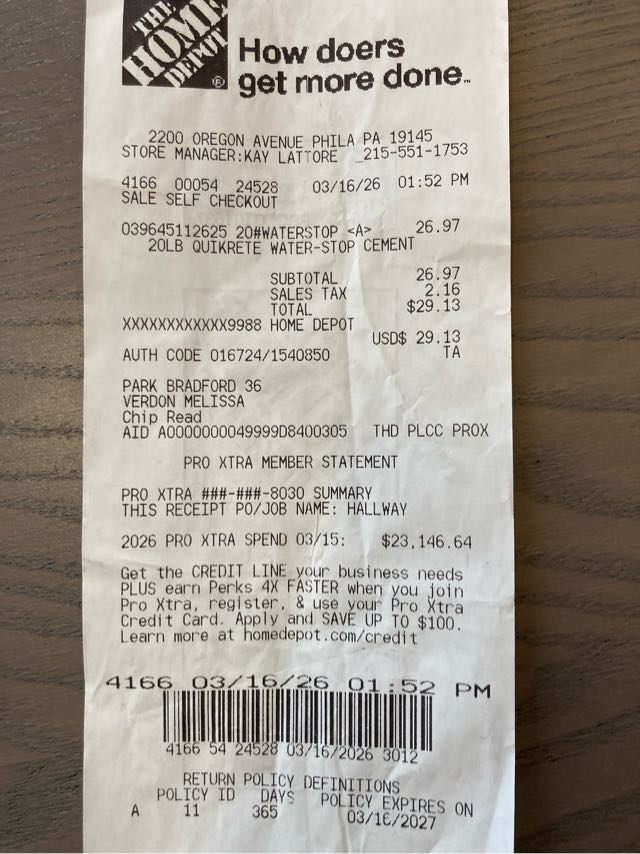 THE
HOME
DEPOT
®
How doers
get more done™
2200 OREGON AVENUE PHILA PA 19145
STORE MANAGER:KAY LATTORE _215-551-1753
4166 00054 24528 03/16/26 01:52 PM
SALE SELF CHECKOUT
039645112625 20#WATERSTOP <A> 26.97
20LB QUIKRETE WATER-STOP CEMENT
SUBTOTAL 26.97
SALES TAX 2.16
TOTAL $29.13
XXXXXXXXXXXX9988 HOME DEPOT
USD$ 29.13
AUTH CODE 016724/1540850 TA
PARK BRADFORD 36
VERDON MELISSA
Chip Read
AID A0000000049999D8400305 THD PLCC PROX
PRO XTRA MEMBER STATEMENT
PRO XTRA ###-###-8030 SUMMARY
THIS RECEIPT PO/JOB NAME: HALLWAY
2026 PRO XTRA SPEND 03/15: $23,146.64
Get the CREDIT LINE your business needs
PLUS earn Perks 4X FASTER when you join
Pro Xtra, register, & use your Pro Xtra
Credit Card. Apply and SAVE UP TO $100.
Learn more at homedepot.com/credit
4166 03/16/26 01:52 PM
4166 54 24528 03/16/2026 3012
RETURN POLICY DEFINITIONS
POLICY ID DAYS POLICY EXPIRES ON
A 11 365 03/16/2027